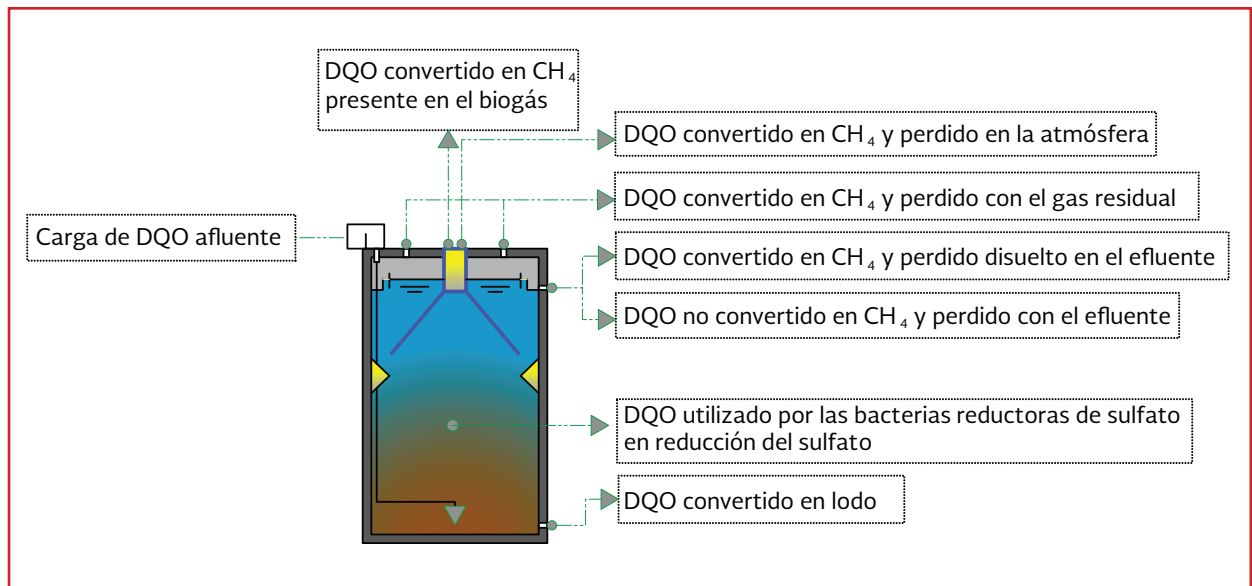 DQO convertido en CH₄
presente en el biogás
DQO convertido en CH₄ y perdido en la atmósfera
DQO convertido en CH₄ y perdido con el gas residual
Carga de DQO afluente
DQO convertido en CH₄ y perdido disuelto en el efluente
DQO no convertido en CH₄ y perdido con el efluente
DQO utilizado por las bacterias reductoras de sulfato
en reducción del sulfato
DQO convertido en lodo